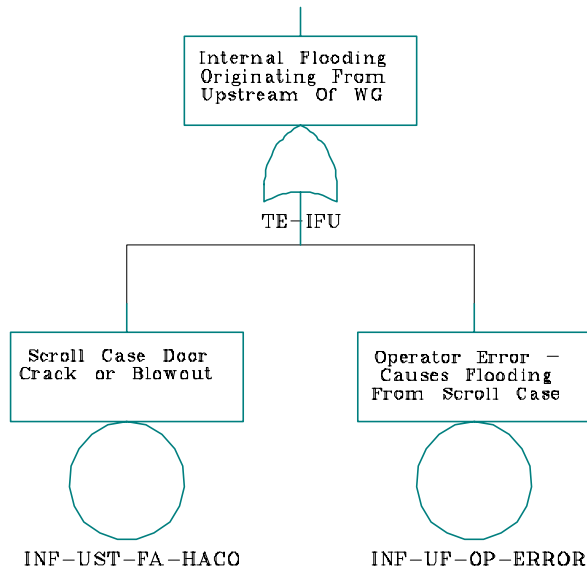 Internal Flooding
Originating From
Upstream Of WG
TE-IFU
Scroll Case Door
Crack or Blowout
Operator Error -
Causes Flooding
From Scroll Case
INF-UST-FA-HACO
INF-UF-OP-ERROR